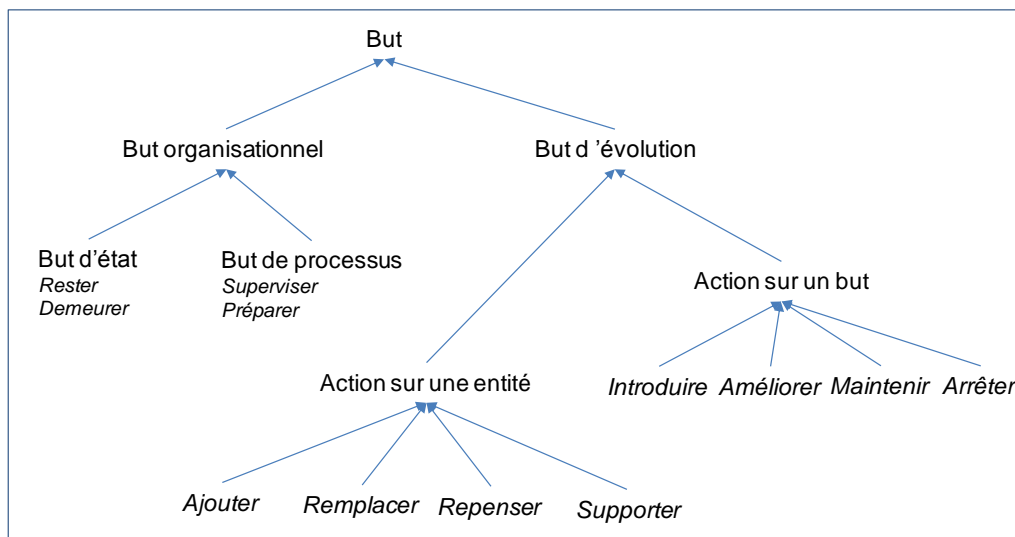 But
But organisationnel
But d ’évolution
But d’état
Rester
Demeurer
But de processus
Superviser
Préparer
Action sur un but
Introduire
Améliorer
Maintenir
Arrêter
Action sur une entité
Ajouter
Remplacer
Repenser
Supporter